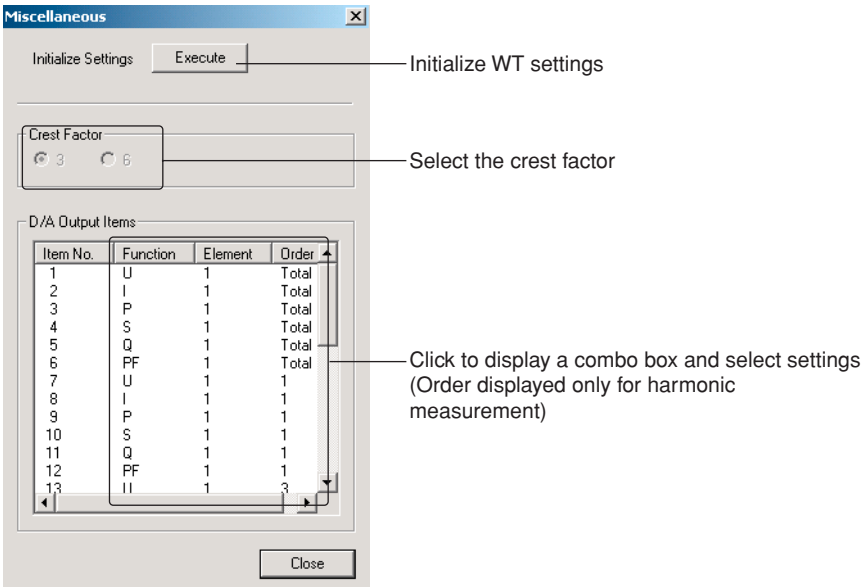 Miscellaneous
Initialize Settings Execute
Initialize WT settings
Crest Factor
3 6
Select the crest factor
D/A Output Items
Item No. Function Element Order
1 U 1 Total
2 I 1 Total
3 P 1 Total
4 S 1 Total
5 Q 1 Total
6 PF 1 Total
7 U 1 1
8 I 1 1
9 P 1 1
10 S 1 1
11 Q 1 1
12 PF 1 1
13 U 1 3
Click to display a combo box and select settings
(Order displayed only for harmonic
measurement)
Close